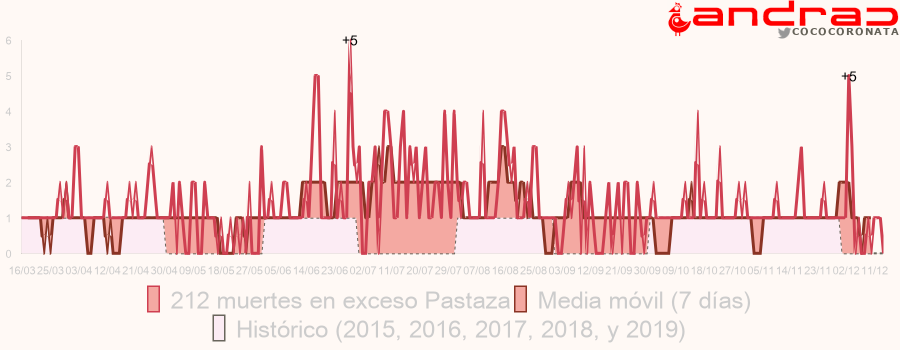 andrab
COCOCORONATA
6
+5
5
+5
4
3
2
1
0
16/03 25/03 03/04 12/04 21/04 30/04 09/05 18/05 27/05 05/06 14/06 23/06 02/07 11/07 20/07 29/07 07/08 16/08 25/08 03/09 12/09 21/09 30/09 09/10 18/10 27/10 05/11 14/11 23/11 02/12 11/12
212 muertes en exceso Pastaza Media móvil (7 días)
Histórico (2015, 2016, 2017, 2018, y 2019)